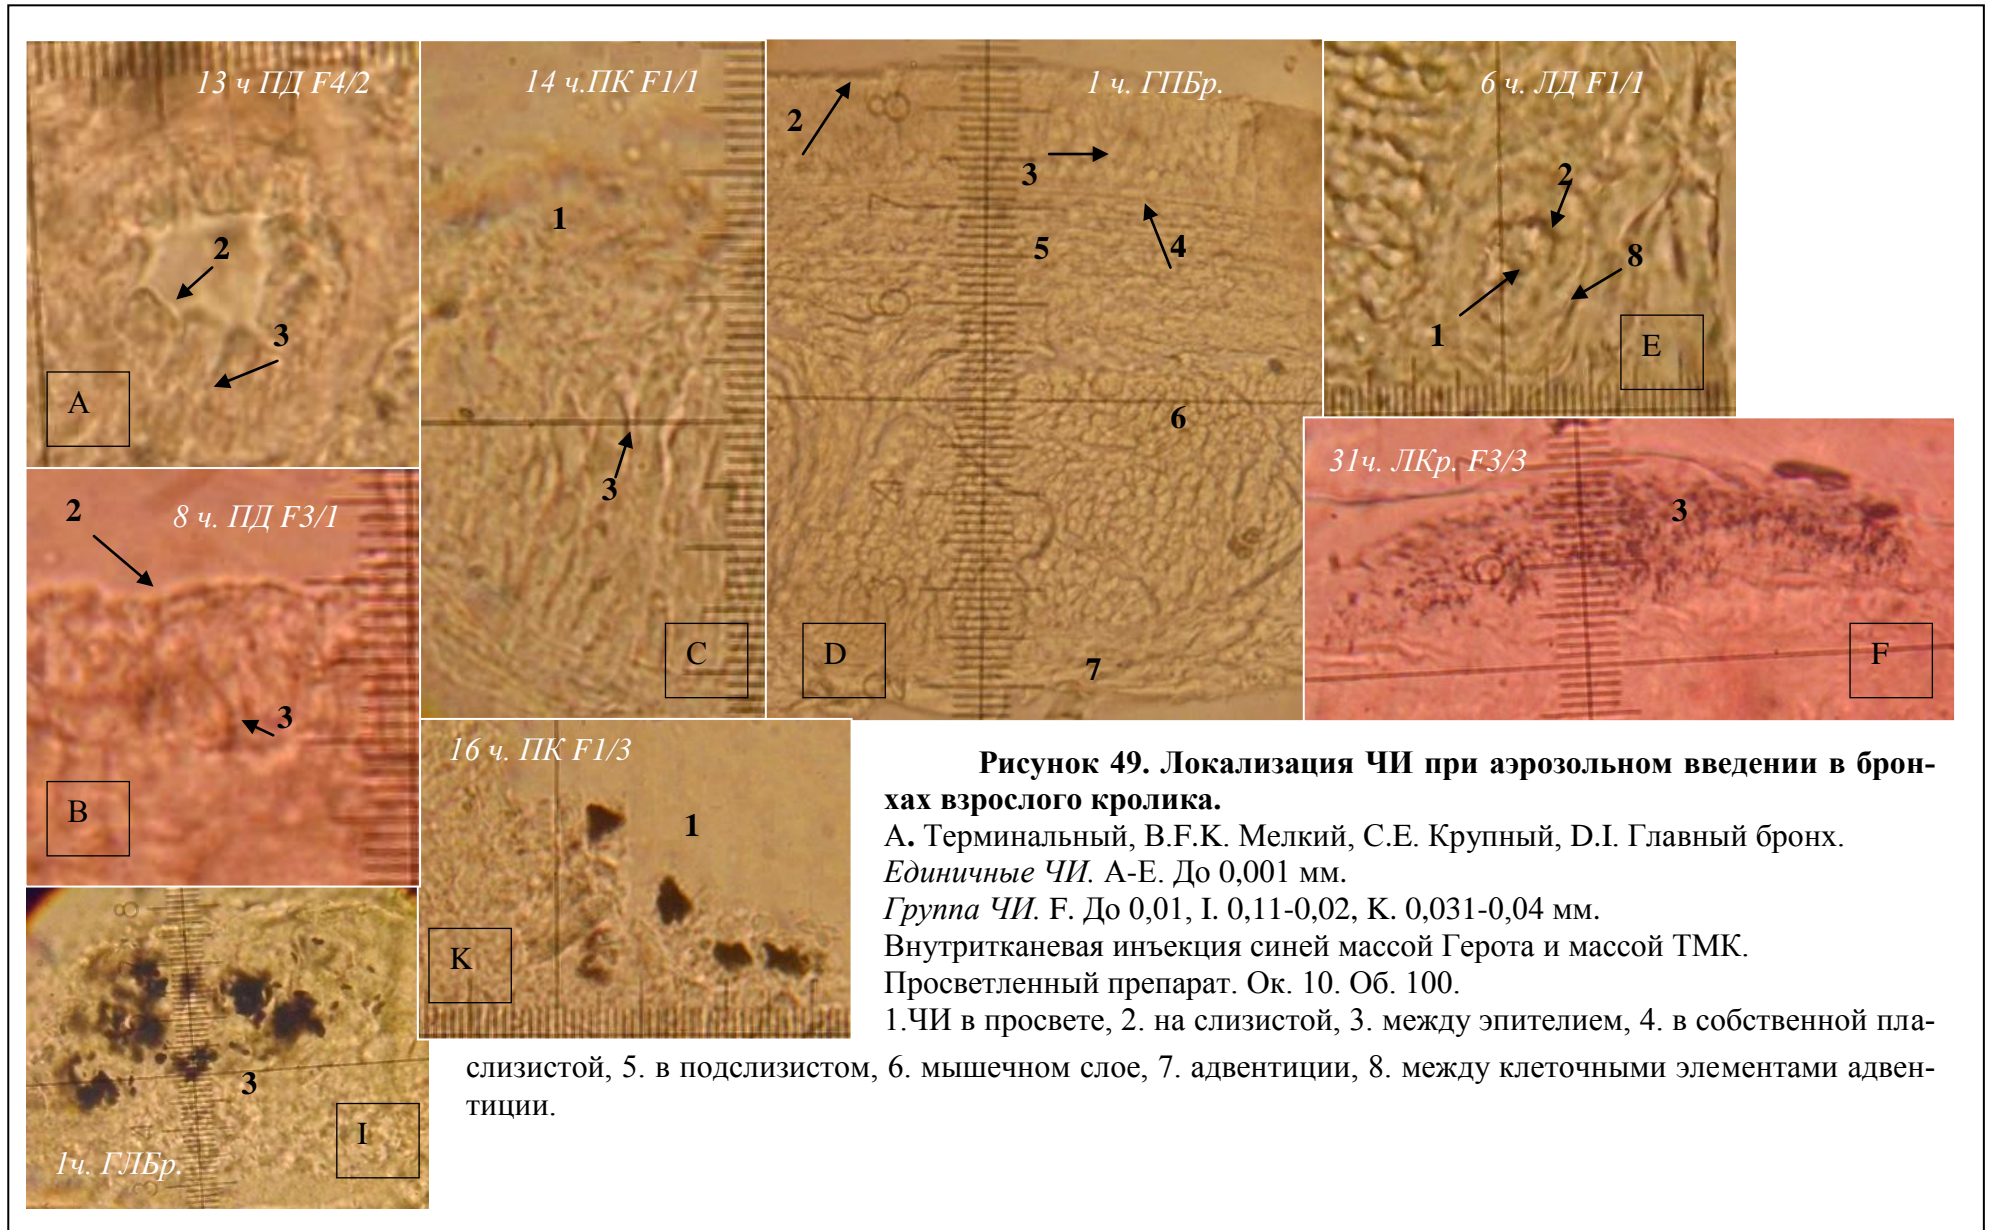 13 ч ПД F4/2
2
3
A
14 ч.ПК F1/1
1
3
C
1 ч. ГПБр.
2
3
4
5
6
7
D
6 ч. ЛД F1/1
2
8
1
E
2
8 ч. ПД F3/1
3
B
31ч. ЛКр. F3/3
3
F
16 ч. ПК F1/3
1
K
3
I
1ч. ГЛБр.
Рисунок 49. Локализация ЧИ при аэрозольном введении в брон-
хах взрослого кролика.
А. Терминальный, B.F.K. Мелкий, C.E. Крупный, D.I. Главный бронх.
Единичные ЧИ. A-E. До 0,001 мм.
Группа ЧИ. F. До 0,01, I. 0,11-0,02, K. 0,031-0,04 мм.
Внутритканевая инъекция синей массой Герота и массой ТМК.
Просветленный препарат. Ок. 10. Об. 100.
1.ЧИ в просвете, 2. на слизистой, 3. между эпителием, 4. в собственной пла-
слизистой, 5. в подслизистом, 6. мышечном слое, 7. адвентиции, 8. между клеточными элементами адвен-
тиции.